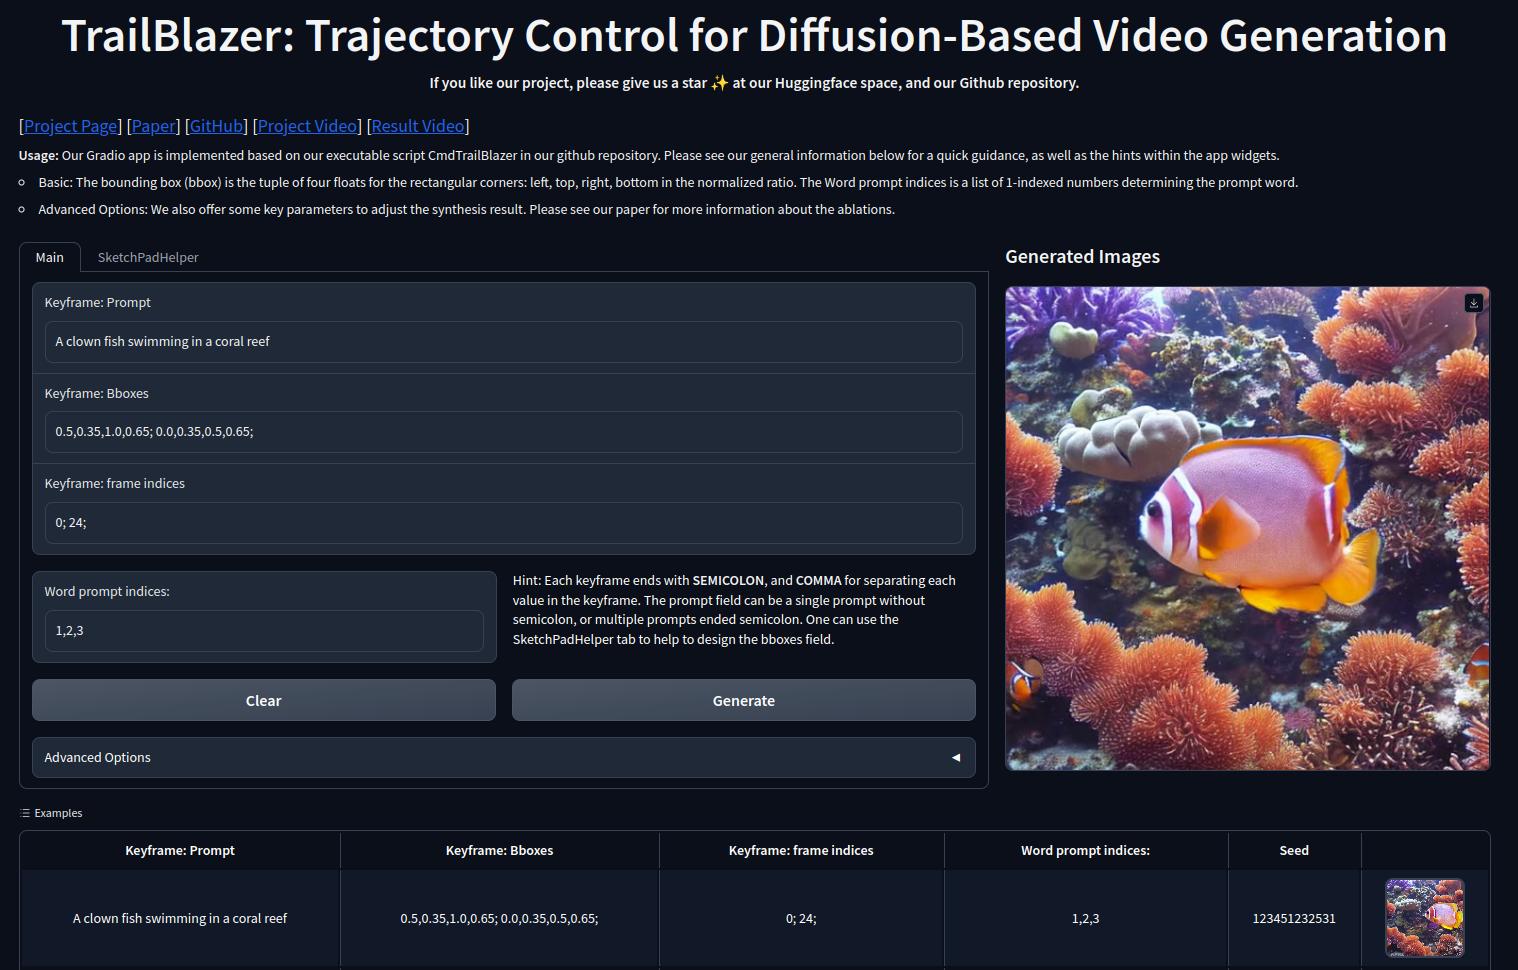 TrailBlazer: Trajectory Control for Diffusion-Based Video Generation
If you like our project, please give us a star ✨ at our Huggingface space, and our Github repository.
[Project Page] [Paper] [GitHub] [Project Video] [Result Video]
Usage: Our Gradio app is implemented based on our executable script CmdTrailBlazer in our github repository. Please see our general information below for a quick guidance, as well as the hints within the app widgets.
Basic: The bounding box (bbox) is the tuple of four floats for the rectangular corners: left, top, right, bottom in the normalized ratio. The Word prompt indices is a list of 1-indexed numbers determining the prompt word.
Advanced Options: We also offer some key parameters to adjust the synthesis result. Please see our paper for more information about the ablations.
Main SketchPadHelper
Keyframe: Prompt
A clown fish swimming in a coral reef
Keyframe: Bboxes
0.5,0.35,1.0,0.65; 0.0,0.35,0.5,0.65;
Keyframe: frame indices
0; 24;
Word prompt indices:
1,2,3
Hint: Each keyframe ends with SEMICOLON, and COMMA for separating each
value in the keyframe. The prompt field can be a single prompt without
semicolon, or multiple prompts ended semicolon. One can use the
SketchPadHelper tab to help to design the bboxes field.
Clear Generate
Advanced Options
Generated Images
Examples
Keyframe: Prompt Keyframe: Bboxes Keyframe: frame indices Word prompt indices: Seed
A clown fish swimming in a coral reef 0.5,0.35,1.0,0.65; 0.0,0.35,0.5,0.65; 0; 24; 1,2,3 123451232531